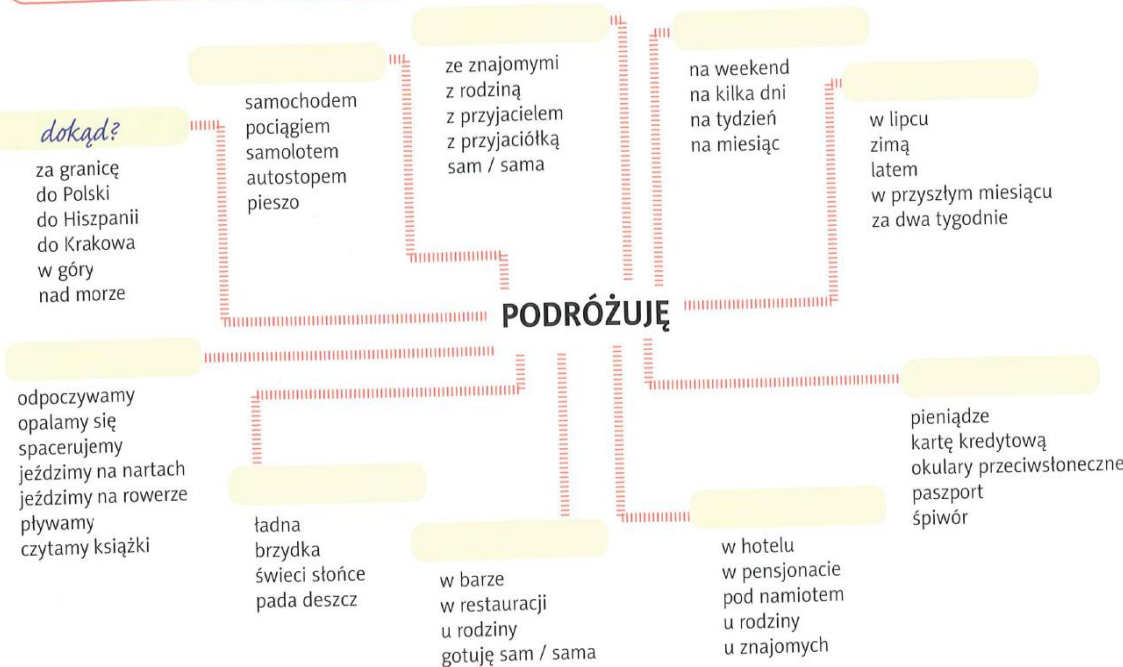 dokąd?
za granicę
do Polski
do Hiszpanii
do Krakowa
w góry
nad morze
samochodem
pociągiem
samolotem
autostopem
pieszo
ze znajomymi
z rodziną
z przyjacielem
z przyjaciółką
sam / sama
na weekend
na kilka dni
na tydzień
na miesiąc
w lipcu
zimą
latem
w przyszłym miesiącu
za dwa tygodnie
PODRÓŻUJĘ
odpoczywamy
opalamy się
spacerujemy
jeździmy na nartach
jeździmy na rowerze
pływamy
czytamy książki
ładna
brzydka
świeci słońce
pada deszcz
w barze
w restauracji
u rodziny
gotuję sam / sama
w hotelu
w pensjonacie
pod namiotem
u rodziny
u znajomych
pieniądze
kartę kredytową
okulary przeciwsłoneczne
paszport
śpiwór